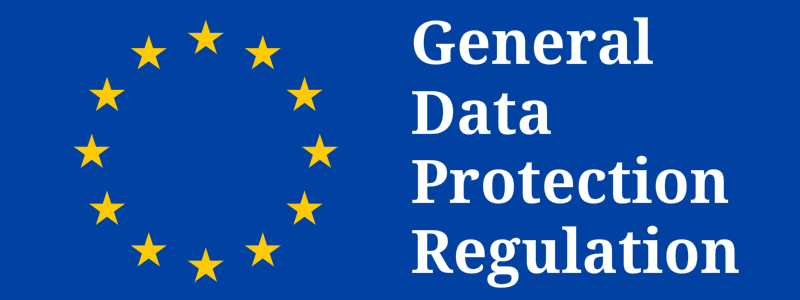 General
Data
Protection
Regulation